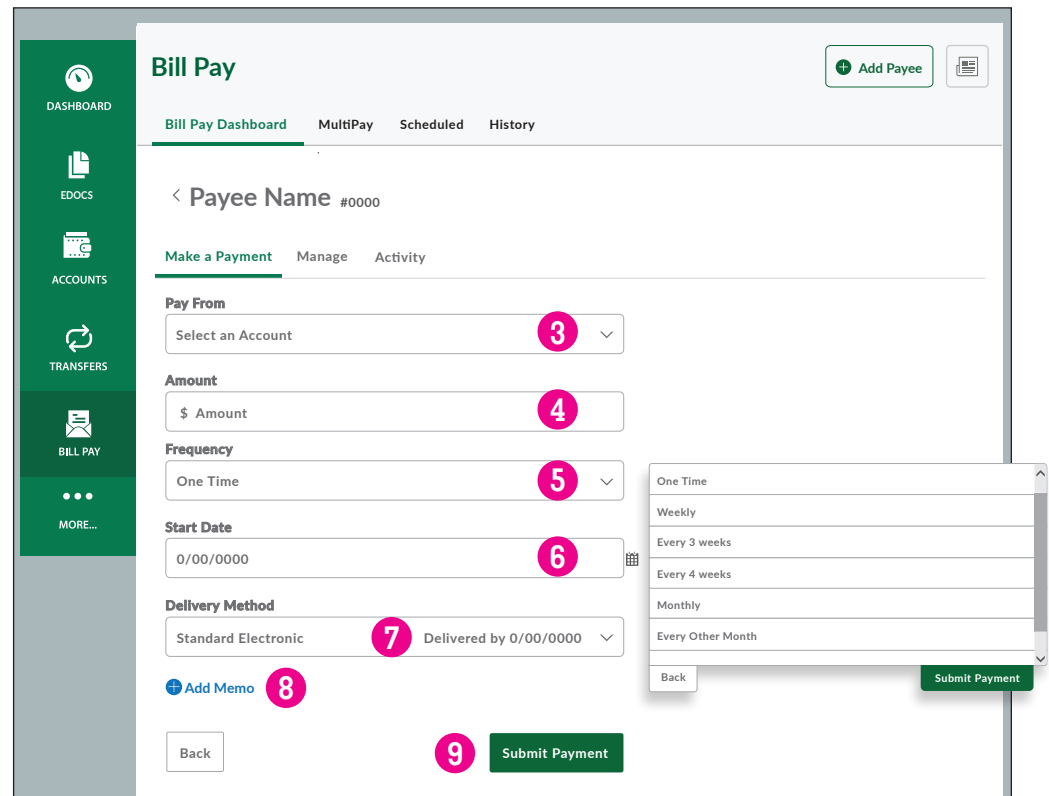 DASHBOARD
EDOCS
ACCOUNTS
TRANSFERS
BILL PAY
MORE...
Bill Pay
Add Payee
Bill Pay Dashboard MultiPay Scheduled History
< Payee Name #0000
Make a Payment Manage Activity
Pay From
Select an Account 3
Amount
$ Amount 4
Frequency
One Time 5
Start Date
0/00/0000 6
Delivery Method
Standard Electronic 7 Delivered by 0/00/0000
Add Memo 8
Back 9 Submit Payment
One Time
Weekly
Every 3 weeks
Every 4 weeks
Monthly
Every Other Month
Back Submit Payment